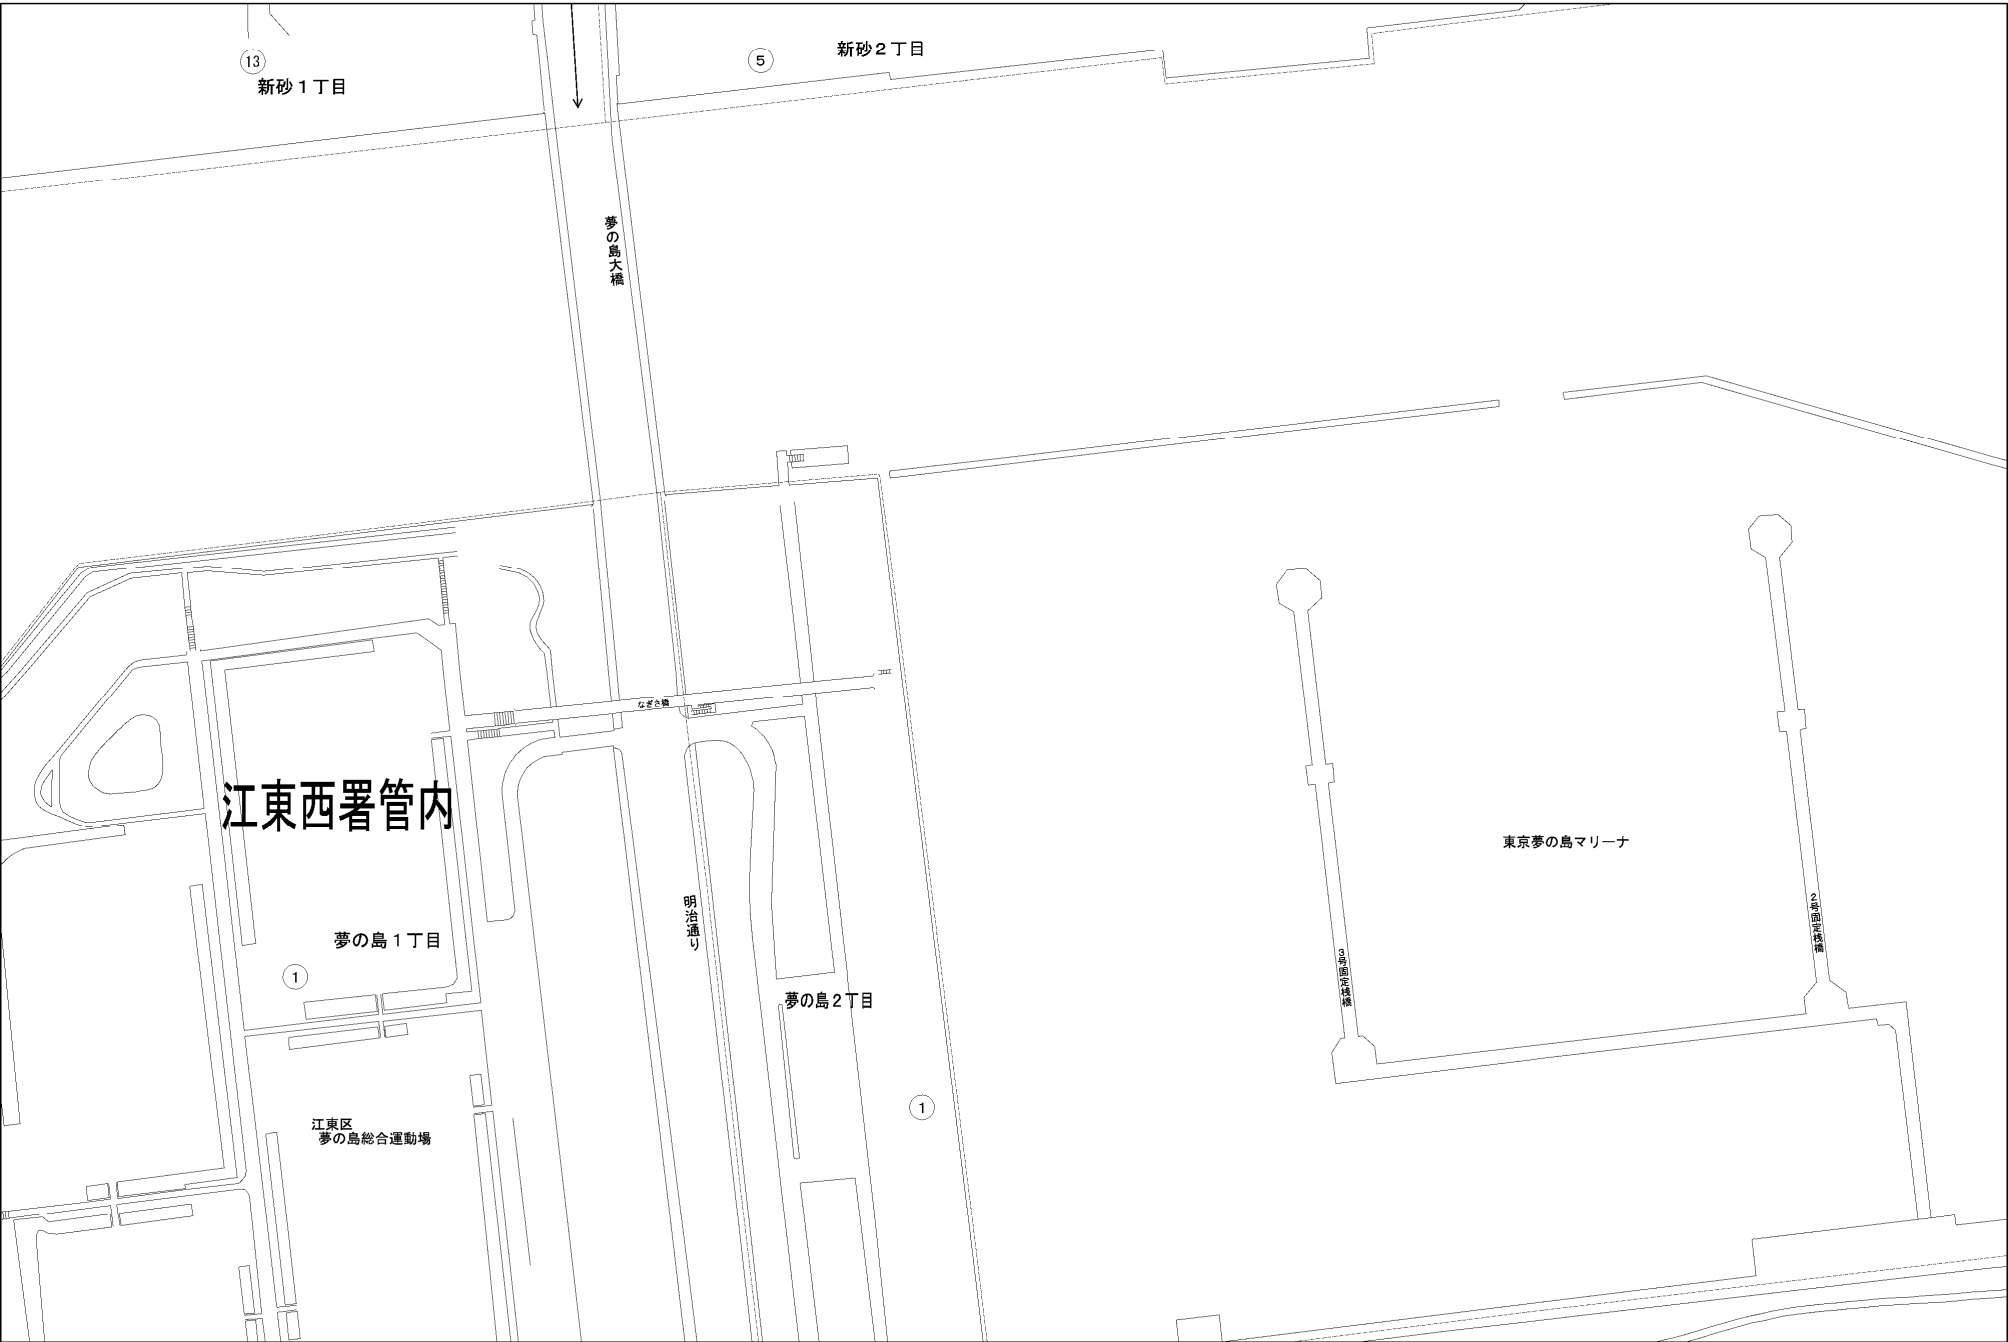 13
新砂１丁目
5
新砂２丁目
夢の島大橋
なぎさ橋
江東西署管内
東京夢の島マリーナ
明治通り
2号固定桟橋
夢の島１丁目
1
3号固定桟橋
夢の島２丁目
1
江東区
夢の島総合運動場